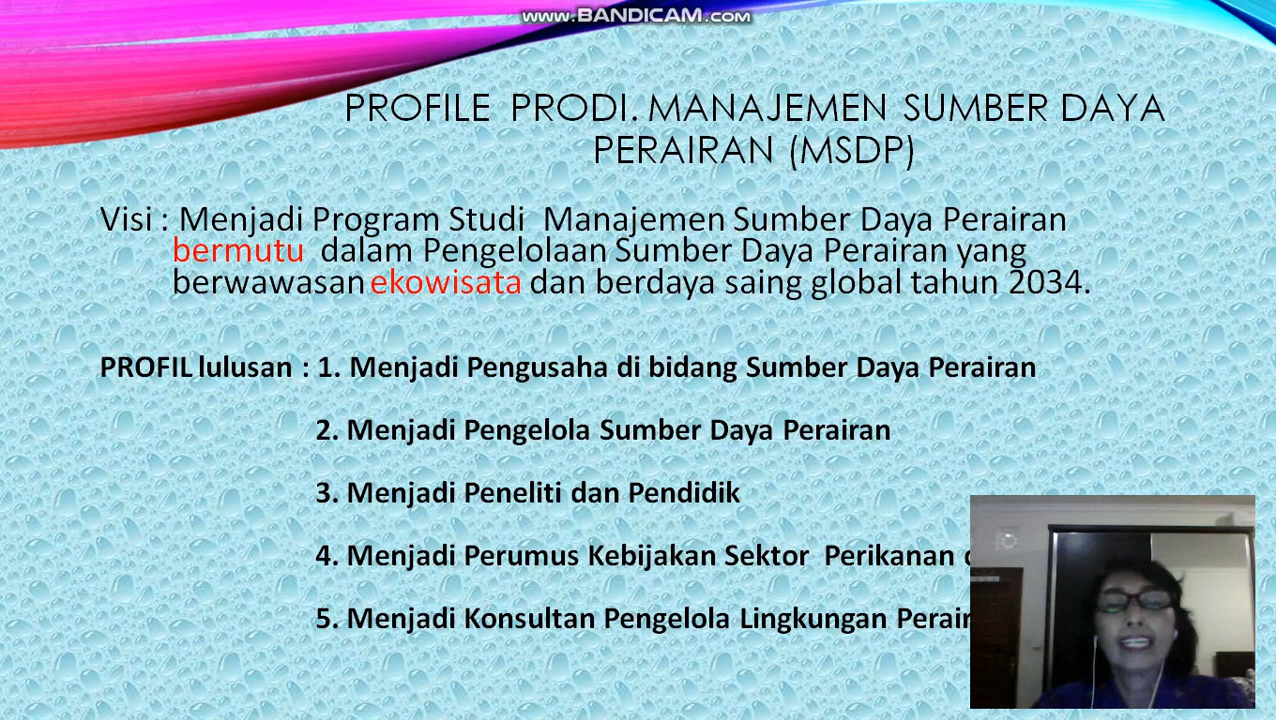 www.BANDICAM.com
PROFILE PRODI. MANAJEMEN SUMBER DAYA
PERAIRAN (MSDP)
Visi : Menjadi Program Studi Manajemen Sumber Daya Perairan
bermutu dalam Pengelolaan Sumber Daya Perairan yang
berwawasan ekowisata dan berdaya saing global tahun 2034.
PROFIL lulusan : 1. Menjadi Pengusaha di bidang Sumber Daya Perairan
2. Menjadi Pengelola Sumber Daya Perairan
3. Menjadi Peneliti dan Pendidik
4. Menjadi Perumus Kebijakan Sektor Perikanan
5. Menjadi Konsultan Pengelola Lingkungan